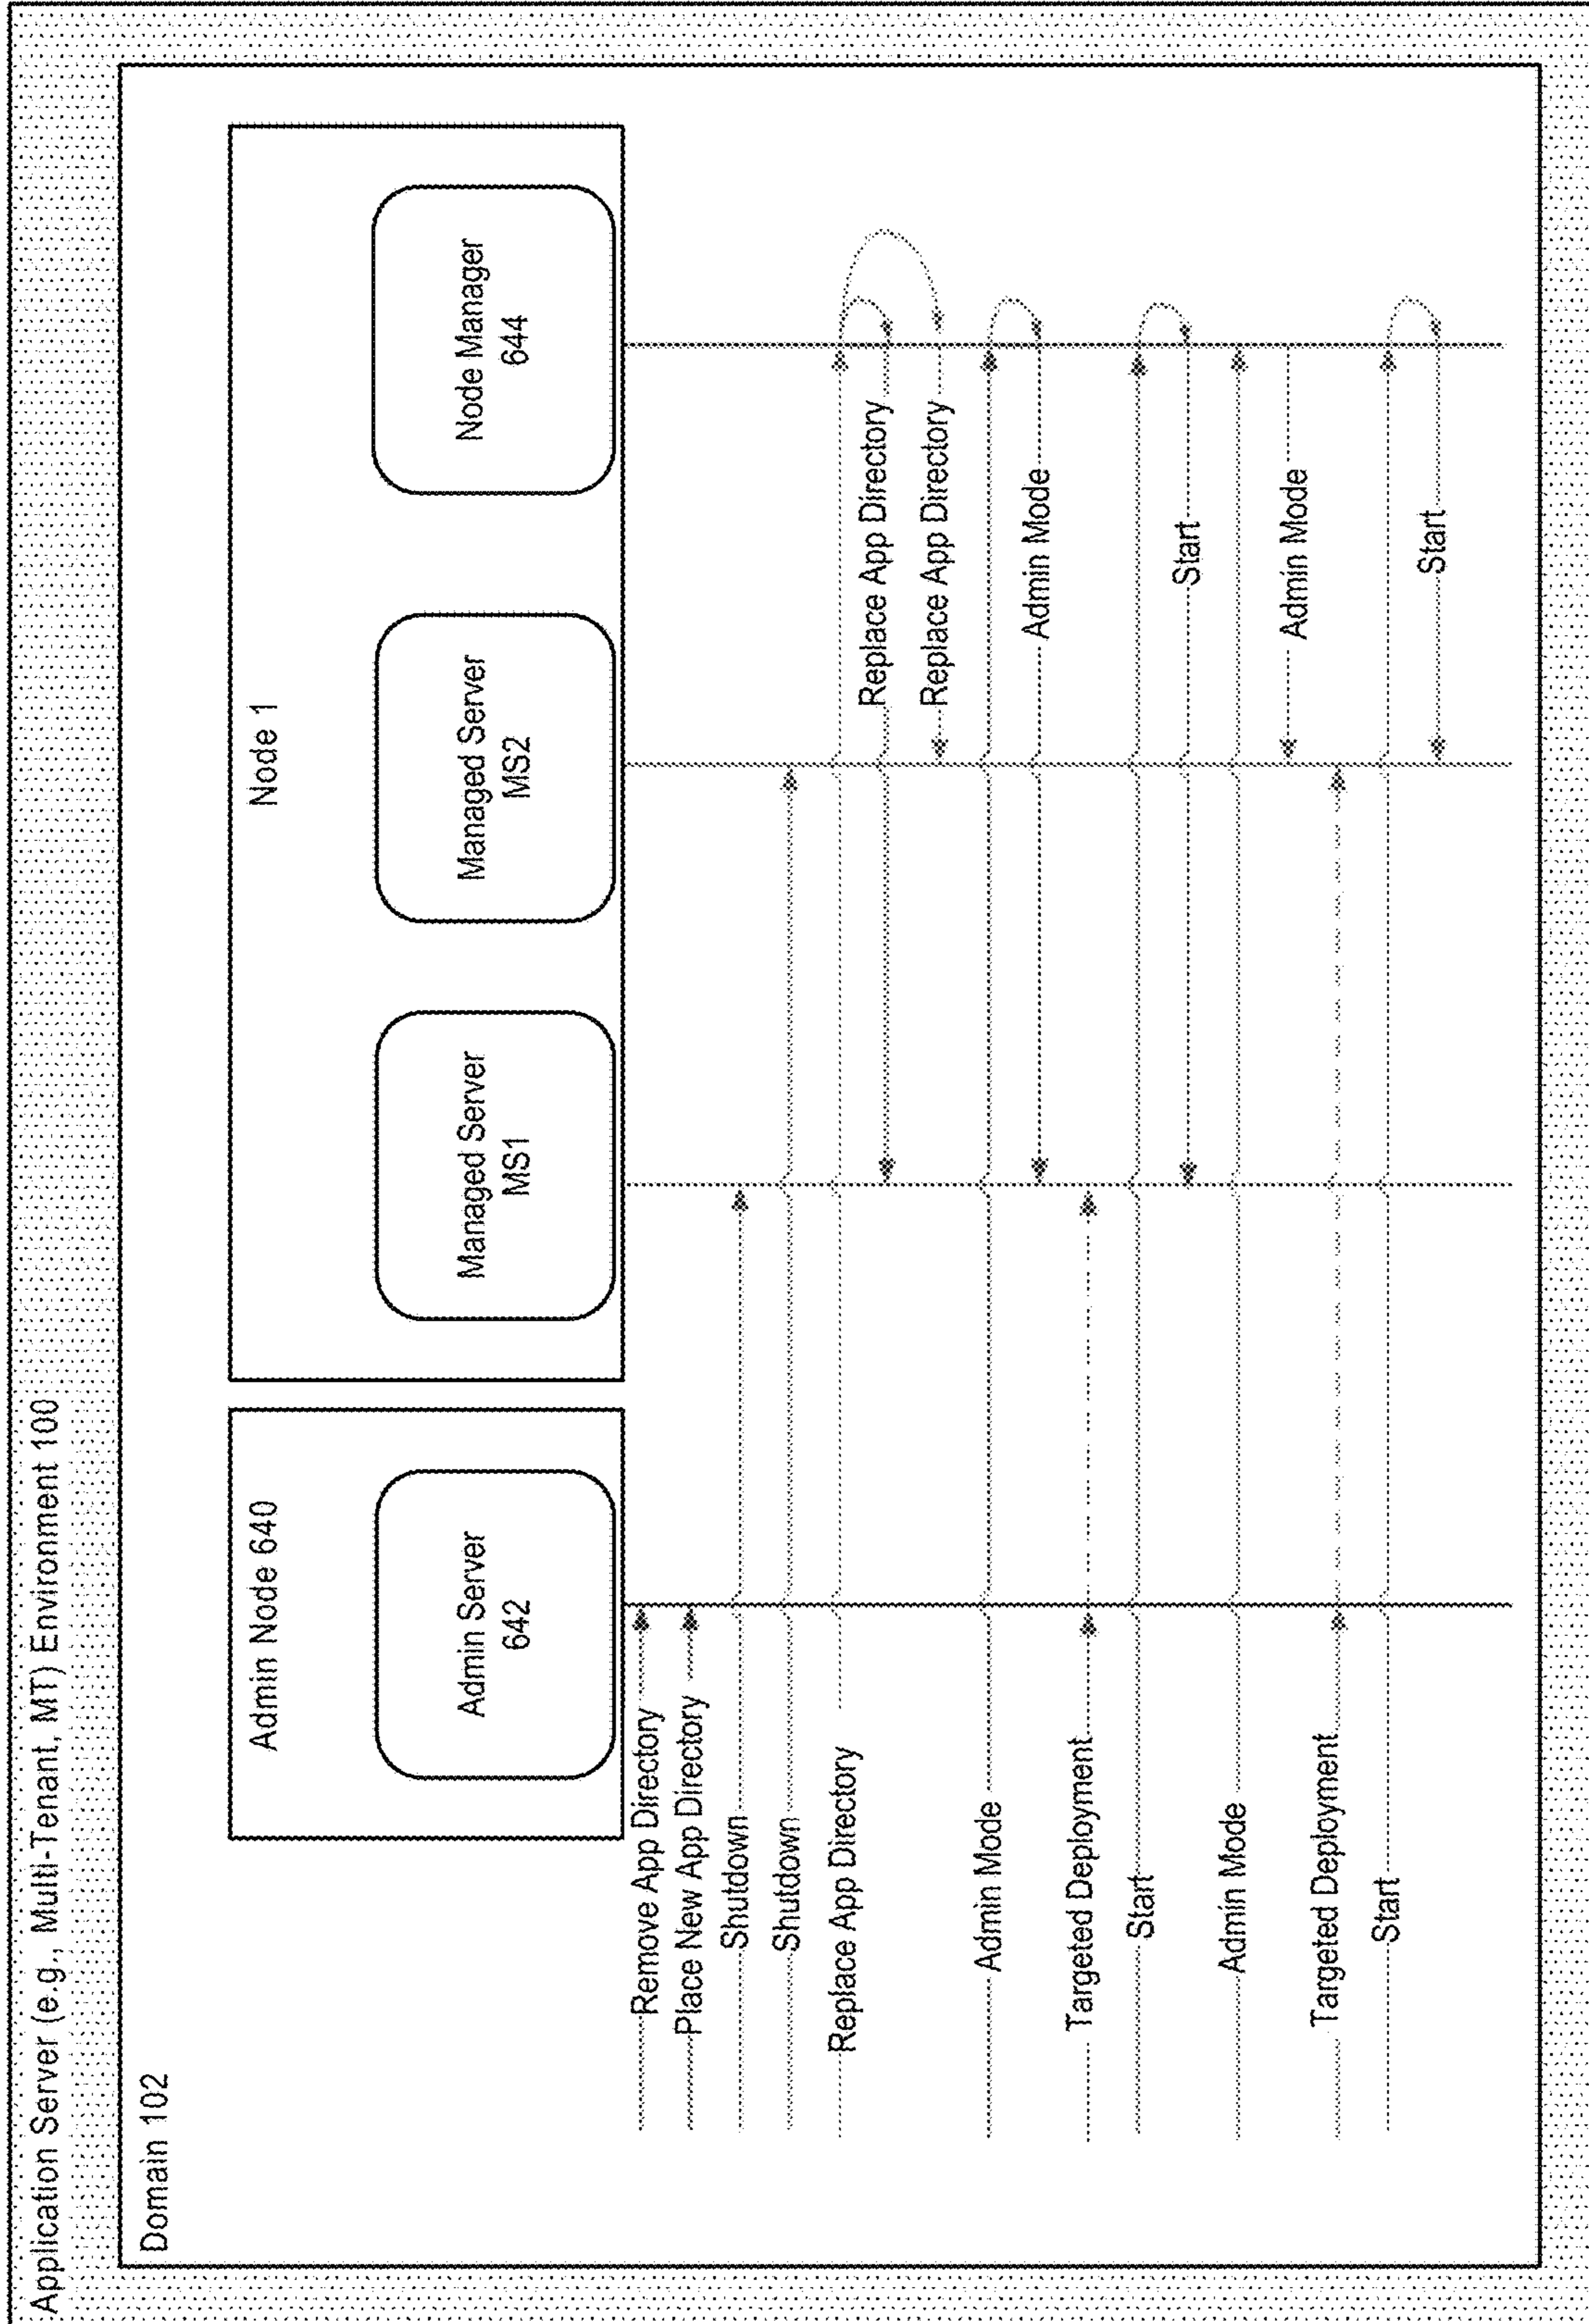 Application Server (e.g., Multi-Tenant, MT) Environment 100
Domain 102
Admin Node 640
Node 1
Admin Server
642
Managed Server
MS1
Managed Server
MS2
Node Manager
644
Remove App Directory
Place New App Directory
Shutdown
Shutdown
Replace App Directory
Replace App Directory
Replace App Directory
Admin Mode
Admin Mode
Targeted Deployment
Start
Start
Admin Mode
Admin Mode
Targeted Deployment
Start
Start